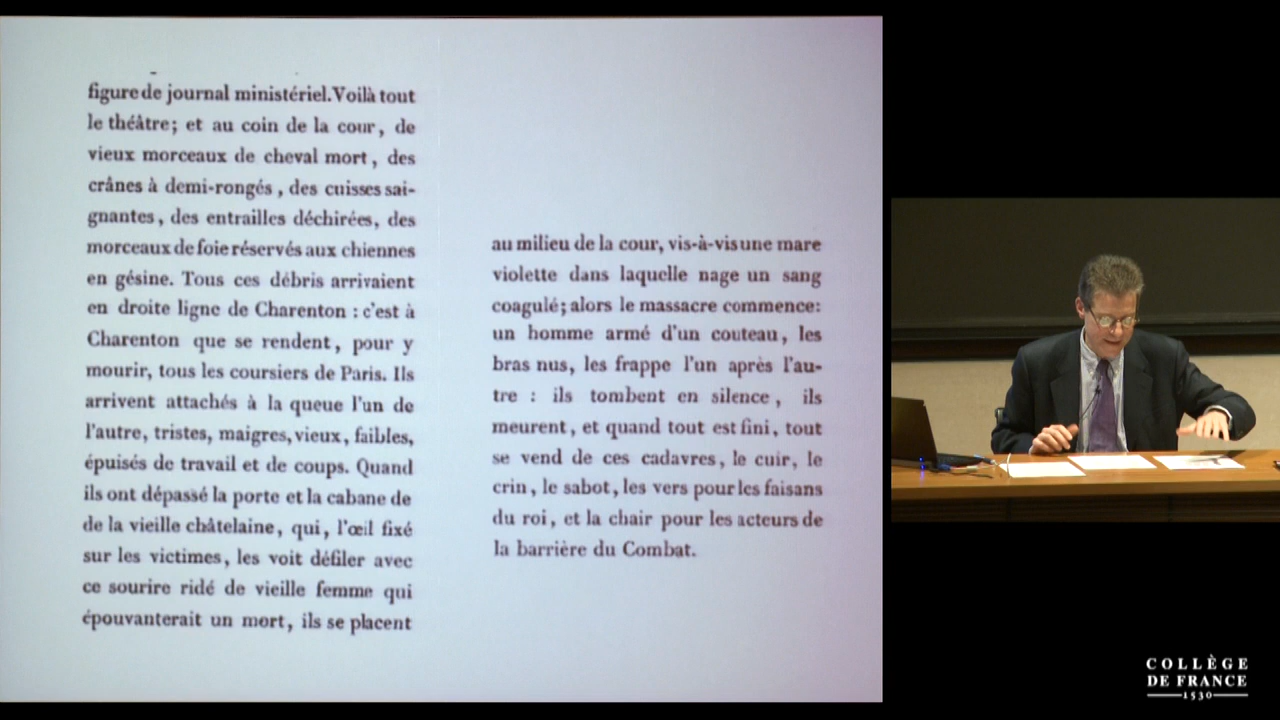 figure de journal ministériel. Voilà tout
le théâtre; et au coin de la cour, de
vieux morceaux de cheval mort, des
crânes à demi-rongés, des cuisses sai-
gnantes, des entrailles déchirées, des
morceaux de foie réservés aux chiennes
en gésine. Tous ces débris arrivaient
en droite ligne de Charenton : c'est à
Charenton que se rendent, pour y
mourir, tous les coursiers de Paris. Ils
arrivent attachés à la queue l'un de
l'autre, tristes, maigres, vieux, faibles,
épuisés de travail et de coups. Quand
ils ont dépassé la porte et la cabane de
de la vieille châtelaine, qui, l'œil fixé
sur les victimes, les voit défiler avec
ce sourire ridé de vieille femme qui
épouvanterait un mort, ils se placent
au milieu de la cour, vis-à-vis une mare
violette dans laquelle nage un sang
coagulé; alors le massacre commence:
un homme armé d'un couteau, les
bras nus, les frappe l'un après l'au-
tre : ils tombent en silence, ils
meurent, et quand tout est fini, tout
se vend de ces cadavres, le cuir, le
crin, le sabot, les vers pour les faisans
du roi, et la chair pour les acteurs de
la barrière du Combat.
COLLÈGE
DE FRANCE
1530